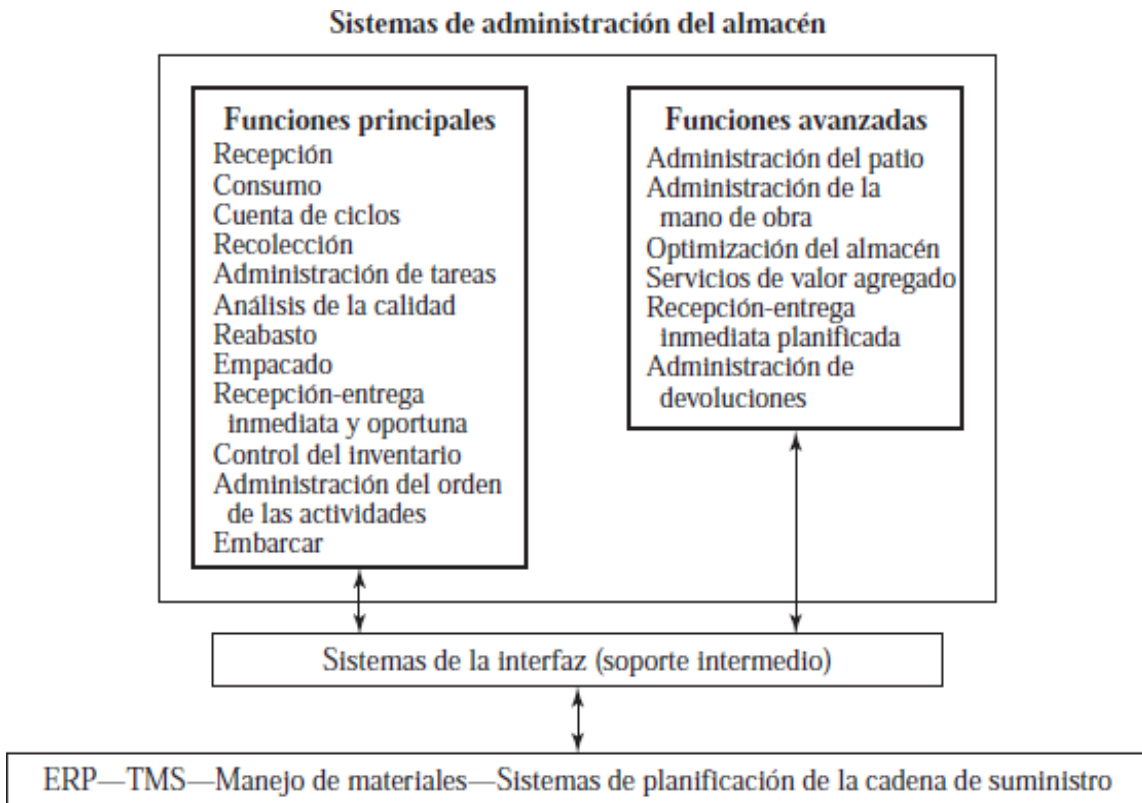 Sistemas de administración del almacén
Funciones principales
Recepción
Consumo
Cuenta de ciclos
Recolección
Administración de tareas
Análisis de la calidad
Reabasto
Empacado
Recepción-entrega
inmediata y oportuna
Control del inventario
Administración del orden
de las actividades
Embarcar
Funciones avanzadas
Administración del patio
Administración de la
mano de obra
Optimización del almacén
Servicios de valor agregado
Recepción-entrega
inmediata planificada
Administración de
devoluciones
Sistemas de la interfaz (soporte intermedio)
ERP—TMS—Manejo de materiales—Sistemas de planificación de la cadena de suministro